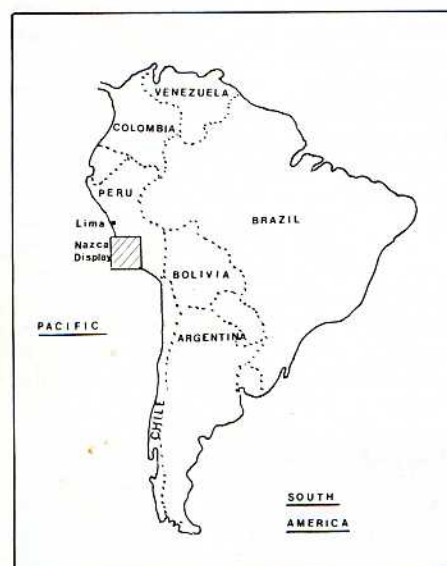 VENEZUELA
COLOMBIA
PERU
BRAZIL
Lima
Nazca
Display
BOLIVIA
PACIFIC
ARGENTINA
CHILE
SOUTH
AMERICA